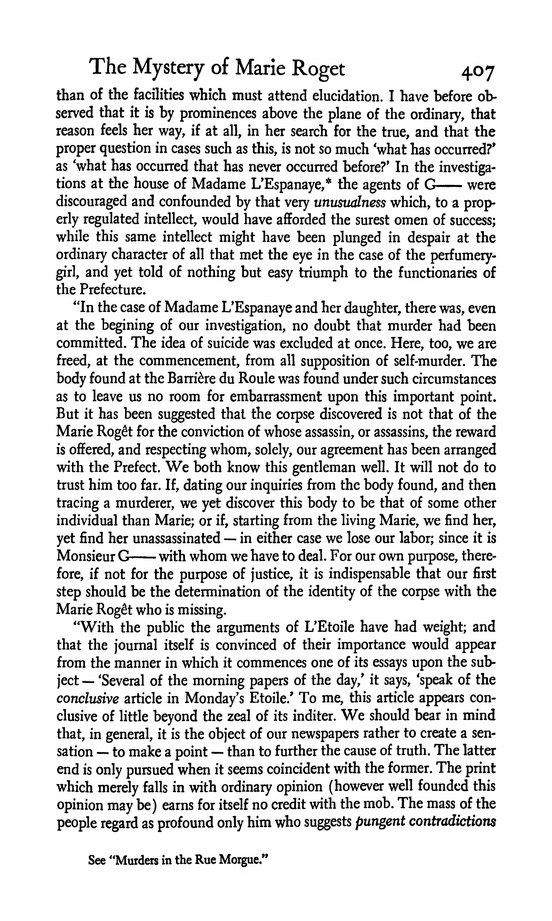 The Mystery of Marie Roget 407
than of the facilities which must attend elucidation. I have before ob-
served that it is by prominences above the plane of the ordinary, that
reason feels her way, if at all, in her search for the true, and that the
proper question in cases such as this, is not so much ‘what has occurred?’
as ‘what has occurred that has never occurred before?’ In the investiga-
tions at the house of Madame L’Espanaye,* the agents of G—— were
discouraged and confounded by that very unusualness which, to a prop-
erly regulated intellect, would have afforded the surest omen of success;
while this same intellect might have been plunged in despair at the
ordinary character of all that met the eye in the case of the perfumery-
girl, and yet told of nothing but easy triumph to the functionaries of
the Prefecture.
“In the case of Madame L’Espanaye and her daughter, there was, even
at the begining of our investigation, no doubt that murder had been
committed. The idea of suicide was excluded at once. Here, too, we are
freed, at the commencement, from all supposition of self-murder. The
body found at the Barrière du Roule was found under such circumstances
as to leave us no room for embarrassment upon this important point.
But it has been suggested that the corpse discovered is not that of the
Marie Rogêt for the conviction of whose assassin, or assassins, the reward
is offered, and respecting whom, solely, our agreement has been arranged
with the Prefect. We both know this gentleman well. It will not do to
trust him too far. If, dating our inquiries from the body found, and then
tracing a murderer, we yet discover this body to be that of some other
individual than Marie; or if, starting from the living Marie, we find her,
yet find her unassassinated — in either case we lose our labor; since it is
Monsieur G—— with whom we have to deal. For our own purpose, there-
fore, if not for the purpose of justice, it is indispensable that our first
step should be the determination of the identity of the corpse with the
Marie Rogêt who is missing.
“With the public the arguments of L’Etoile have had weight; and
that the journal itself is convinced of their importance would appear
from the manner in which it commences one of its essays upon the sub-
ject — ‘Several of the morning papers of the day,’ it says, ‘speak of the
conclusive article in Monday’s Etoile.’ To me, this article appears con-
clusive of little beyond the zeal of its inditer. We should bear in mind
that, in general, it is the object of our newspapers rather to create a sen-
sation — to make a point — than to further the cause of truth. The latter
end is only pursued when it seems coincident with the former. The print
which merely falls in with ordinary opinion (however well founded this
opinion may be) earns for itself no credit with the mob. The mass of the
people regard as profound only him who suggests pungent contradictions
See “Murders in the Rue Morgue.”